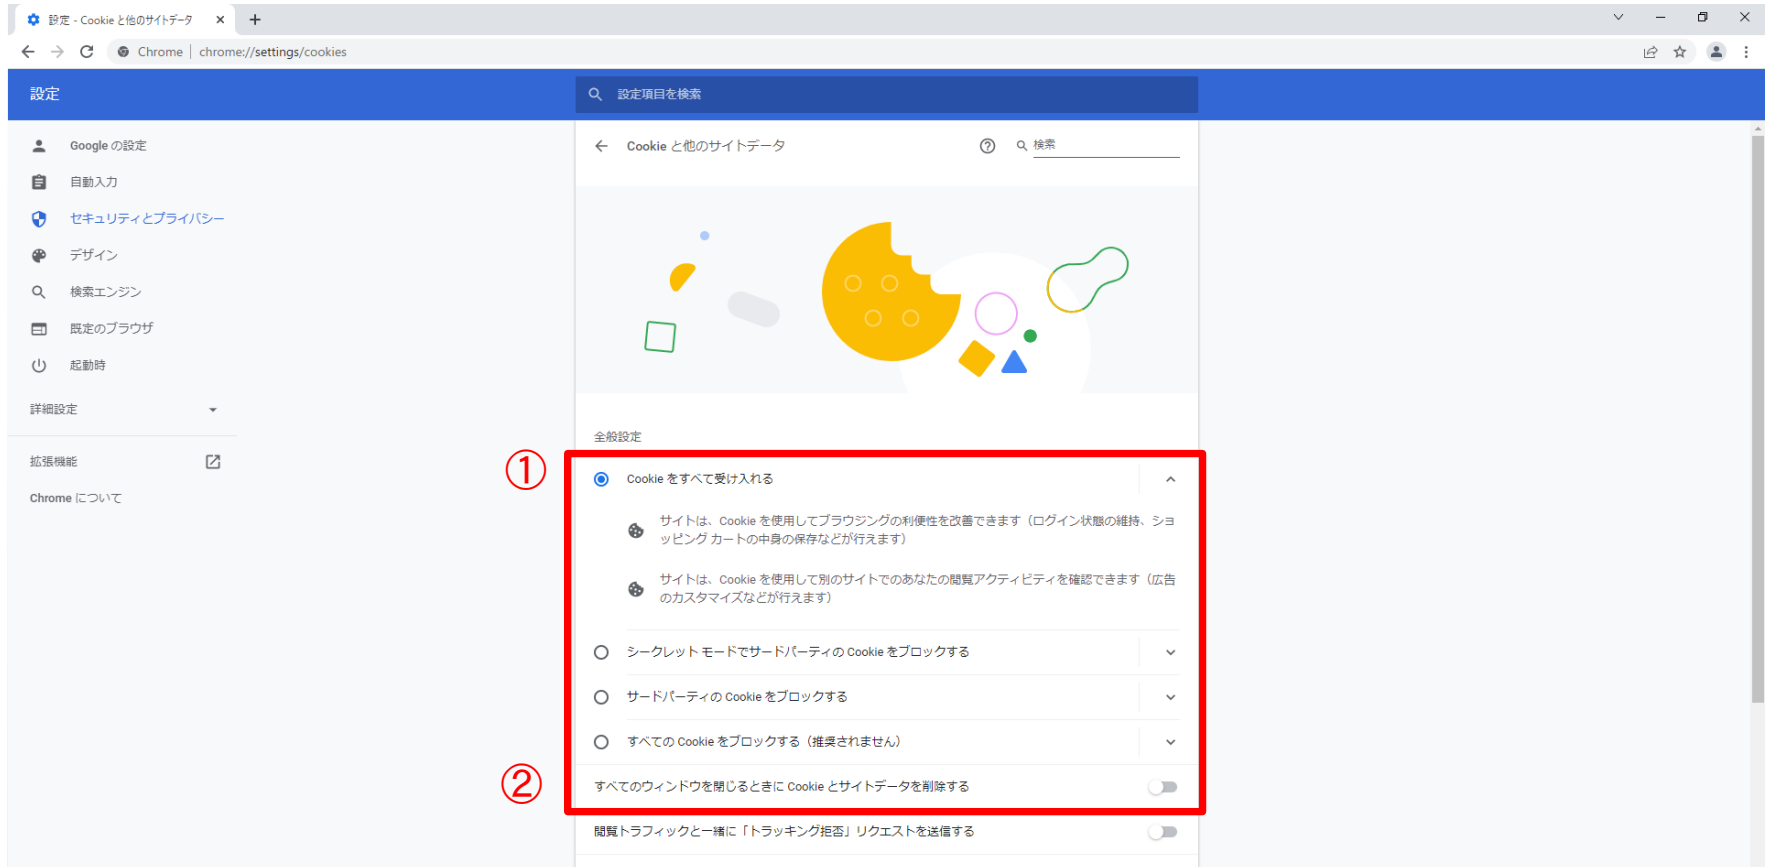 設定 - Cookie と他のサイトデータ
Chrome | chrome://settings/cookies
設定
設定項目を検索
Google の設定
自動入力
セキュリティとプライバシー
デザイン
検索エンジン
既定のブラウザ
起動時
詳細設定
拡張機能
Chrome について
Cookie と他のサイトデータ
検索
全般設定
①
Cookie をすべて受け入れる
サイトは、Cookie を使用してブラウジングの利便性を改善できます（ログイン状態の維持、ショ
ッピング カートの中身の保存などが行えます）
サイトは、Cookie を使用して別のサイトでのあなたの閲覧アクティビティを確認できます（広告
のカスタマイズなどが行えます）
シークレット モードでサードパーティの Cookie をブロックする
サードパーティの Cookie をブロックする
すべての Cookie をブロックする（推奨されません）
②
すべてのウィンドウを閉じるときに Cookie とサイトデータを削除する
閲覧トラフィックと一緒に「トラッキング拒否」リクエストを送信する